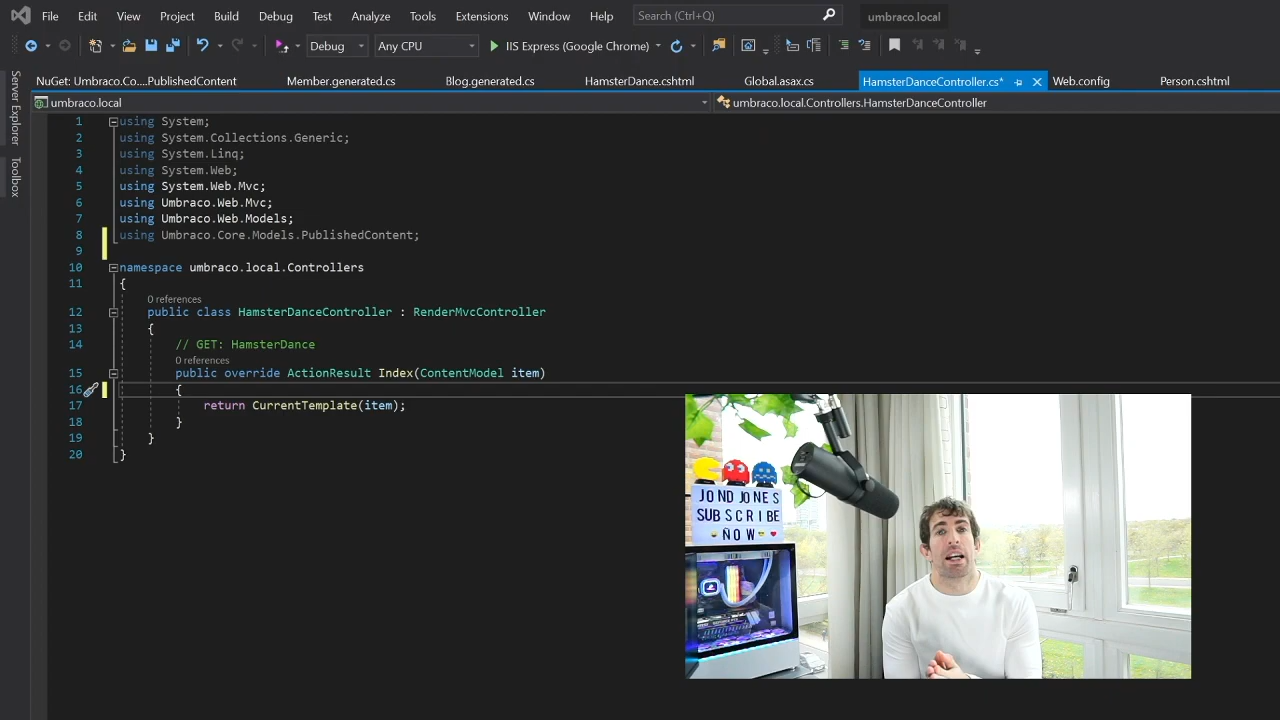 File Edit View Project Build Debug Test Analyze Tools Extensions Window Help Search (Ctrl+Q) umbraco.local
Debug Any CPU IIS Express (Google Chrome)
NuGet: Umbraco.Co....PublishedContent Member.generated.cs Blog.generated.cs HamsterDance.cshtml Global.asax.cs HamsterDanceController.cs* Web.config Person.cshtml
Server Explorer
Toolbox
umbraco.local umbraco.local.Controllers.HamsterDanceController
1 using System;
2 using System.Collections.Generic;
3 using System.Linq;
4 using System.Web;
5 using System.Web.Mvc;
6 using Umbraco.Web.Mvc;
7 using Umbraco.Web.Models;
8 using Umbraco.Core.Models.PublishedContent;
9
10 namespace umbraco.local.Controllers
11 {
0 references
12 public class HamsterDanceController : RenderMvcController
13 {
14 // GET: HamsterDance
0 references
15 public override ActionResult Index(ContentModel item)
16 {
17 return CurrentTemplate(item);
18 }
19 }
20 }
JON D JONES
SUBSCRIBE
NOW